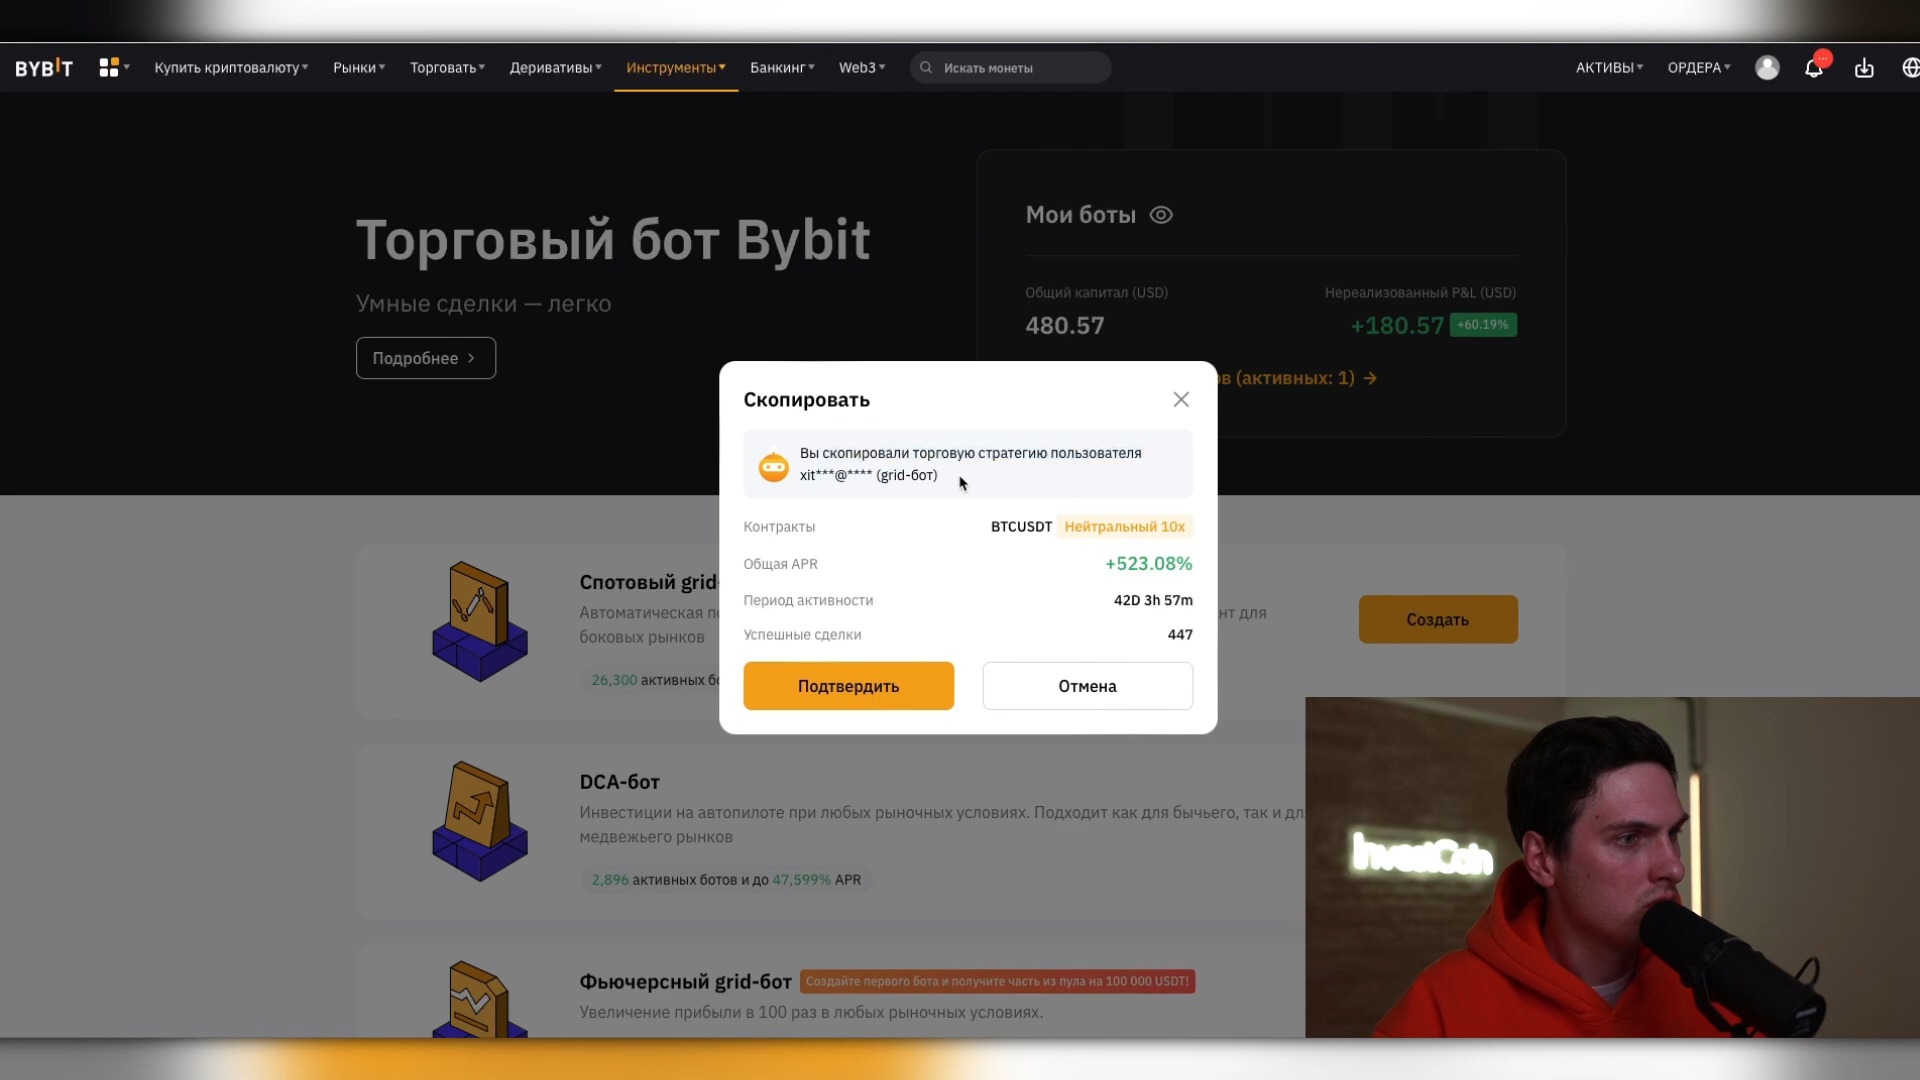 BYBIT
Купить криптовалюту
Рынки
Торговать
Деривативы
Инструменты
Банкинг
Web3
Искать монеты
АКТИВЫ
ОРДЕРА
Торговый бот Bybit
Умные сделки — легко
Подробнее
Мои боты
Общий капитал (USD)
Нереализованный P&L (USD)
480.57
+180.57 +60.19%
(активных: 1)
Скопировать
Вы скопировали торговую стратегию пользователя
xit***@**** (grid-бот)
Контракты
BTCUSDT Нейтральный 10x
Общая APR
+523.08%
Период активности
42D 3h 57m
Успешные сделки
447
Подтвердить
Отмена
Спотовый grid-
Автоматическая
для
боковых рынков
26,300 активных
Создать
DCA-бот
Инвестиции на автопилоте при любых рыночных условиях. Подходит как для бычьего, так и
медвежьего рынков
2,896 активных ботов и до 47,599% APR
Фьючерсный grid-бот Создайте первого бота и получите часть из пула на 100 000 USDT!
Увеличение прибыли в 100 раз в любых рыночных условиях.
InvestCoin